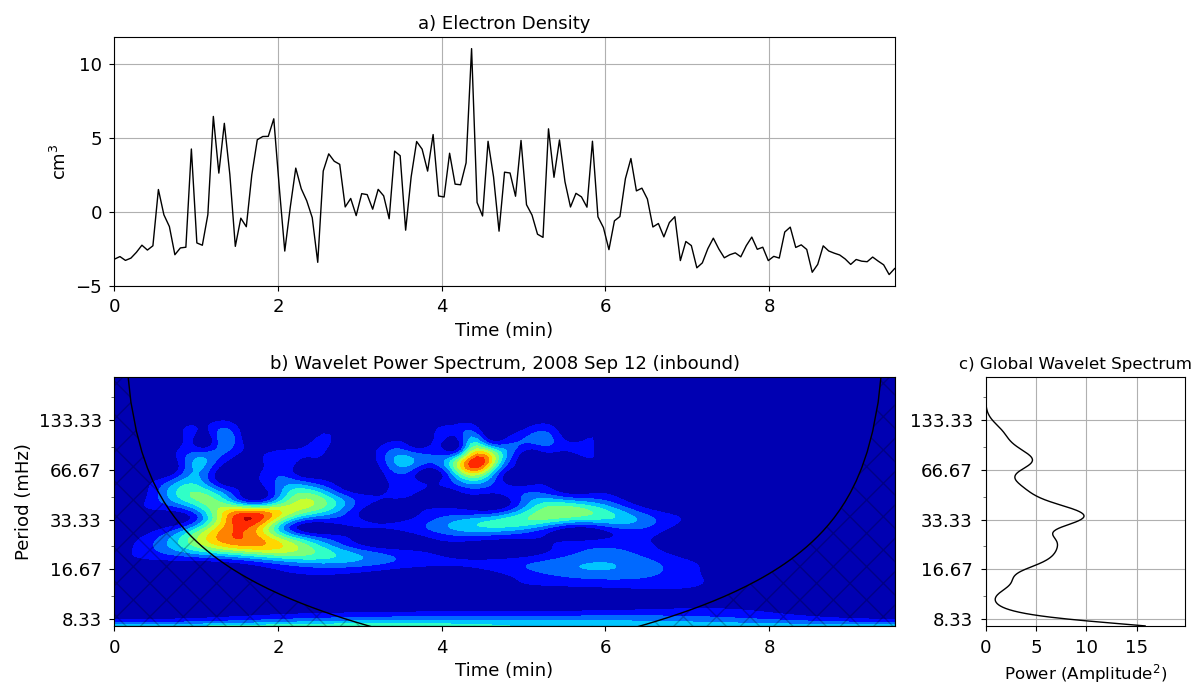 a) Electron Density
10
5
0
−5
cm³
0 2 4 6 8
Time (min)
b) Wavelet Power Spectrum, 2008 Sep 12 (inbound)
133.33
66.67
33.33
16.67
8.33
Period (mHz)
0 2 4 6 8
Time (min)
c) Global Wavelet Spectrum
133.33
66.67
33.33
16.67
8.33
0 5 10 15
Power (Amplitude²)